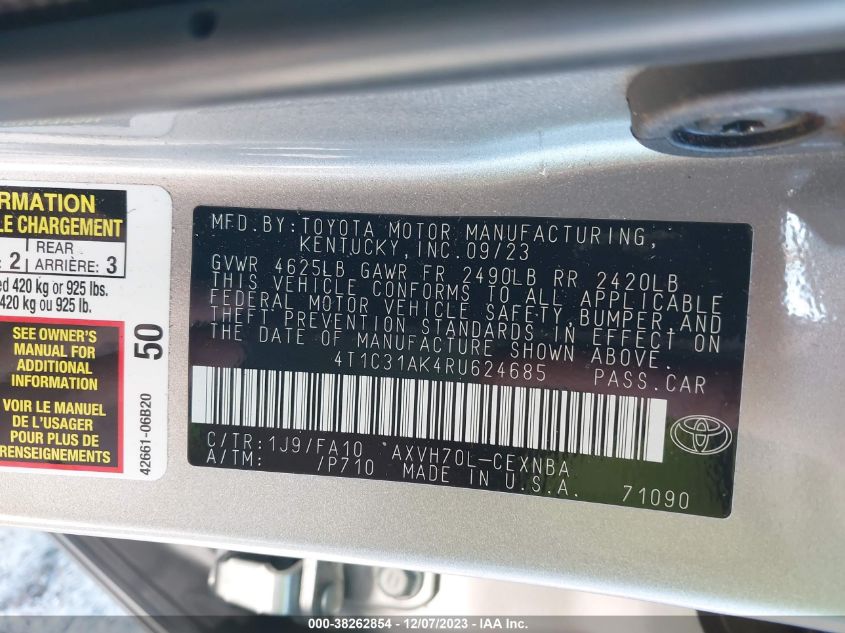 RMATION
LE CHARGEMENT
2 REAR
ARRIÈRE: 3
ed 420 kg or 925 lbs.
420 kg ou 925 lb.
SEE OWNER'S
MANUAL FOR
ADDITIONAL
INFORMATION
VOIR LE MANUEL
DE L'USAGER
POUR PLUS DE
RENSEIGNEMENTS
50
42661-06B20
MFD. BY: TOYOTA MOTOR MANUFACTURING,
KENTUCKY, INC. 09/23
GVWR 4625LB GAWR FR 2490LB RR 2420LB
THIS VEHICLE CONFORMS TO ALL APPLICABLE
FEDERAL MOTOR VEHICLE SAFETY, BUMPER, AND
THEFT PREVENTION STANDARDS IN EFFECT ON
THE DATE OF MANUFACTURE SHOWN ABOVE.
4T1C31AK4RU624685 PASS.CAR
C/TR: 1J9/FA10 AXVH70L-CEXNBA
A/TM: /P710 MADE IN U.S.A. 71090
000-38262854 - 12/07/2023 - IAA Inc.